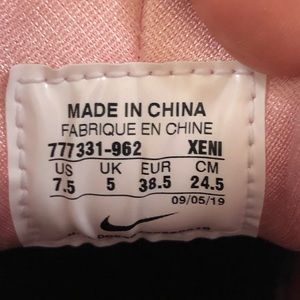 MADE IN CHINA
FABRIQUE EN CHINE
777331-962 XENI
US UK EUR CM
7.5 5 38.5 24.5
09/05/19